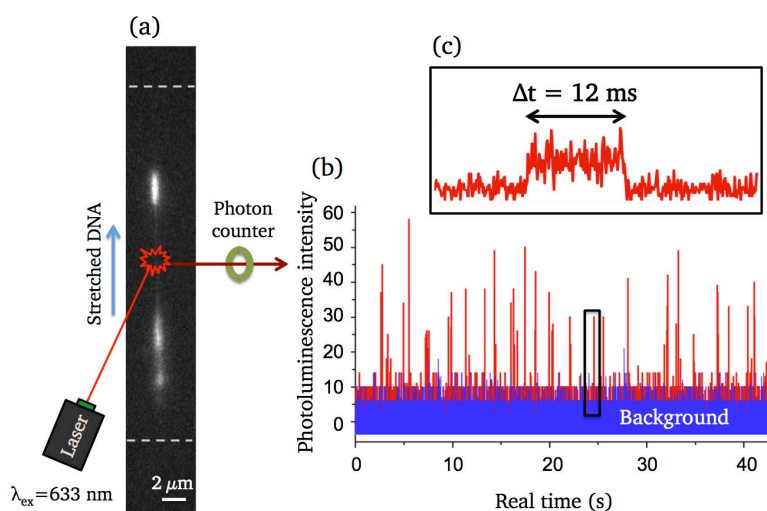 (a)
Stretched DNA
Photon
counter
Laser
λex=633 nm
2 μm
(c)
Δt = 12 ms
(b)
Photoluminescence intensity
60
50
40
30
20
10
0
Background
0
10
20
30
40
Real time (s)